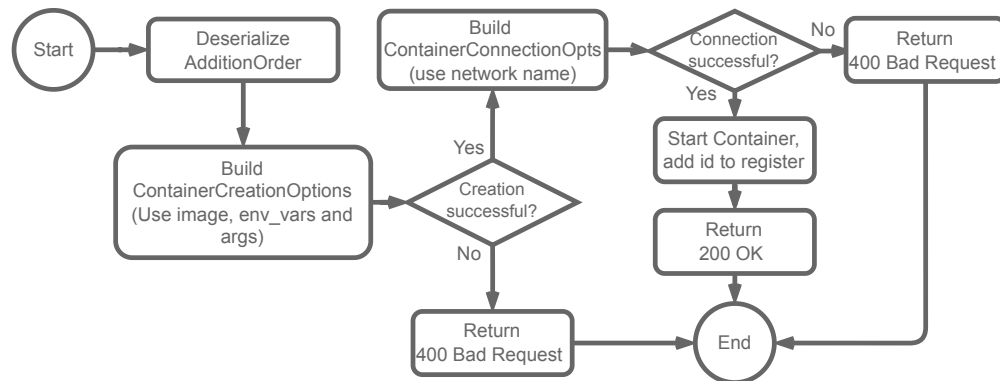 Start
Deserialize
AdditionOrder
Build
ContainerCreationOptions
(Use image, env_vars and
args)
Creation
successful?
Yes
No
Build
ContainerConnectionOpts
(use network name)
Connection
successful?
No
Yes
Return
400 Bad Request
Start Container,
add id to register
Return
200 OK
Return
400 Bad Request
End